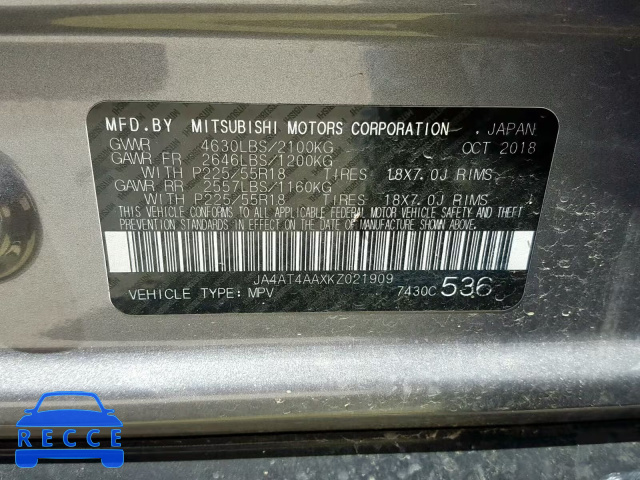 MFD.BY MITSUBISHI MOTORS CORPORATION .JAPAN
GVWR 4630LBS/2100KG OCT 2018
GAWR FR 2646LBS/1200KG
WITH P225/55R18 TIRES 18X7.0J RIMS
GAWR RR 2557LBS/1160KG
WITH P225/55R18 TIRES 18X7.0J RIMS
THIS VEHICLE CONFORMS TO ALL APPLICABLE FEDERAL MOTOR VEHICLE SAFETY AND THEFT
PREVENTION STANDARDS IN EFFECT ON THE DATE OF MANUFACTURE SHOWN ABOVE.
JA4AT4AAXKZ021909
VEHICLE TYPE: MPV 7430C 536
RECCE